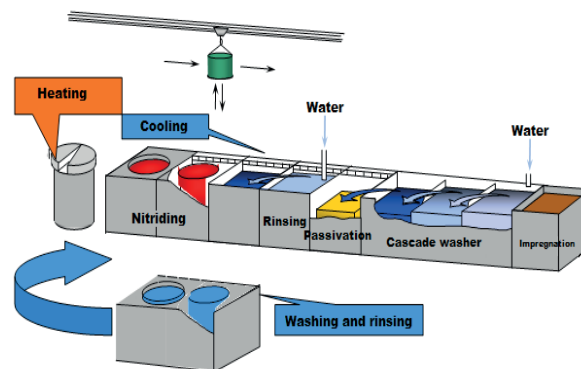 Heating
Water
Water
Cooling
Nitriding
Rinsing
Passivation
Cascade washer
Impregnation
Washing and rinsing